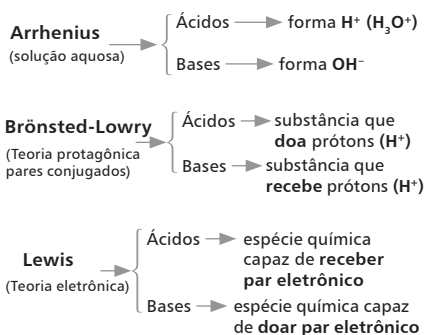 Arrhenius
(solução aquosa)
Ácidos
forma H⁺ (H₃O⁺)
Bases
forma OH⁻
Brönsted-Lowry
(Teoria protagônica
pares conjugados)
Ácidos
substância que
doa prótons (H⁺)
Bases
substância que
recebe prótons (H⁺)
Lewis
(Teoria eletrônica)
Ácidos
espécie química
capaz de receber
par eletrônico
Bases
espécie química capaz
de doar par eletrônico